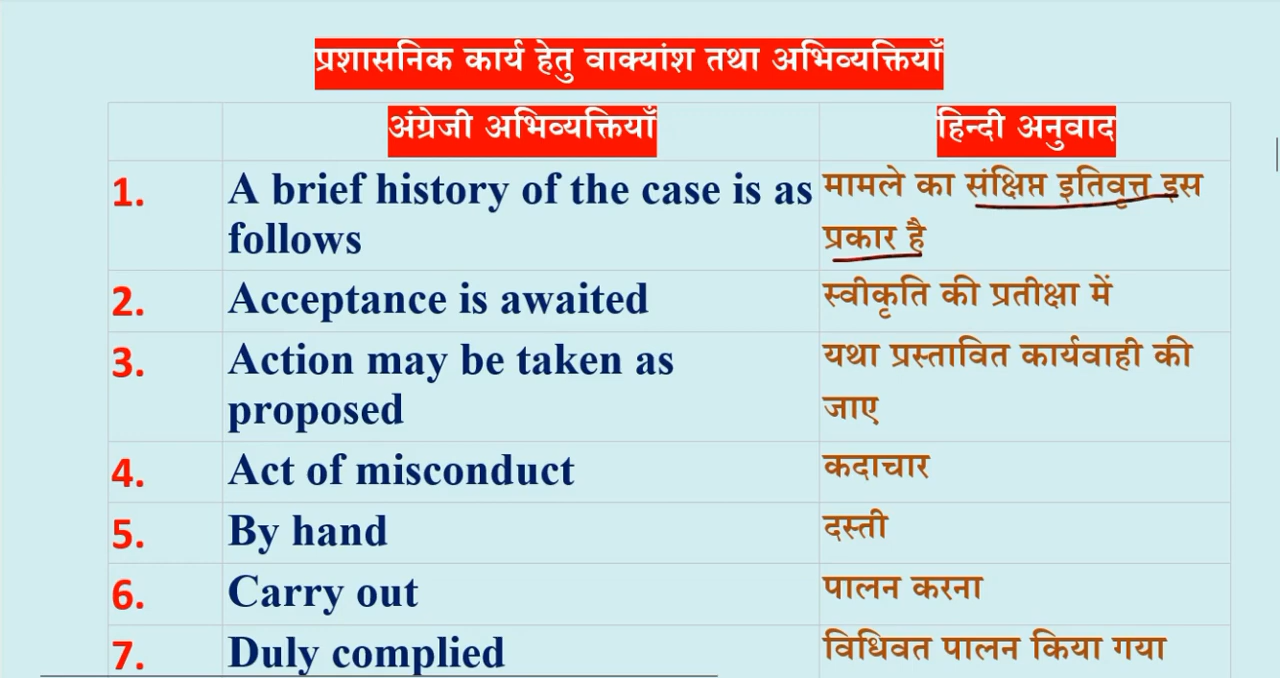 प्रशासनिक कार्य हेतु वाक्यांश तथा अभिव्यक्तियाँ
अंग्रेजी अभिव्यक्तियाँ हिन्दी अनुवाद
1. A brief history of the case is as follows मामले का संक्षिप्त इतिवृत्त इस प्रकार है
2. Acceptance is awaited स्वीकृति की प्रतीक्षा में
3. Action may be taken as proposed यथा प्रस्तावित कार्यवाही की जाए
4. Act of misconduct कदाचार
5. By hand दस्ती
6. Carry out पालन करना
7. Duly complied विधिवत पालन किया गया